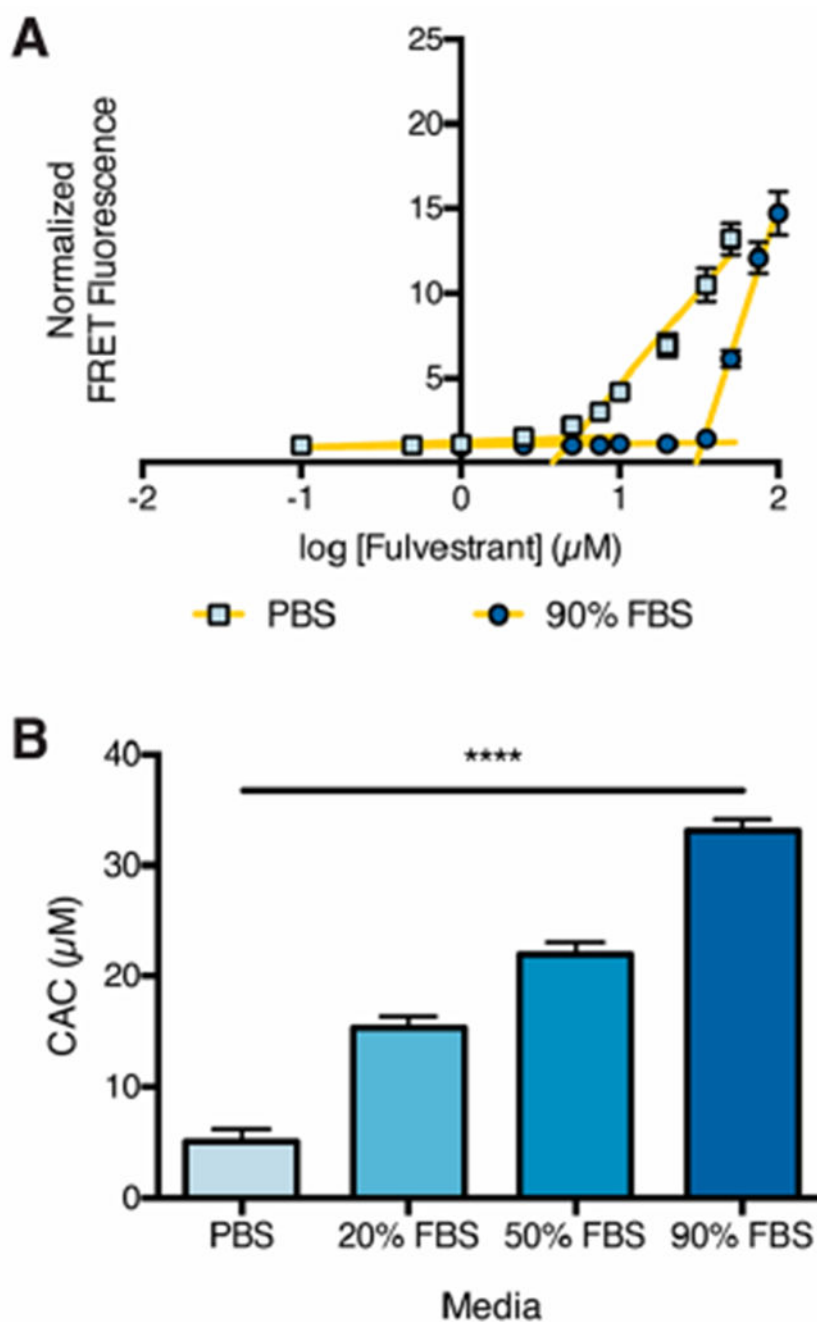 A
Normalized
FRET Fluorescence
25
20
15
10
5
-2 -1 0 1 2
log [Fulvestrant] (µM)
PBS 90% FBS
B
CAC (µM)
40
30
20
10
0
****
PBS 20% FBS 50% FBS 90% FBS
Media